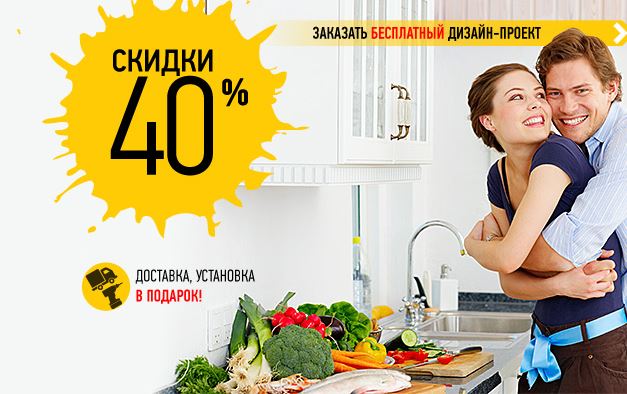 ЗАКАЗАТЬ БЕСПЛАТНЫЙ ДИЗАЙН-ПРОЕКТ
СКИДКИ
40%
ДОСТАВКА, УСТАНОВКА
В ПОДАРОК!